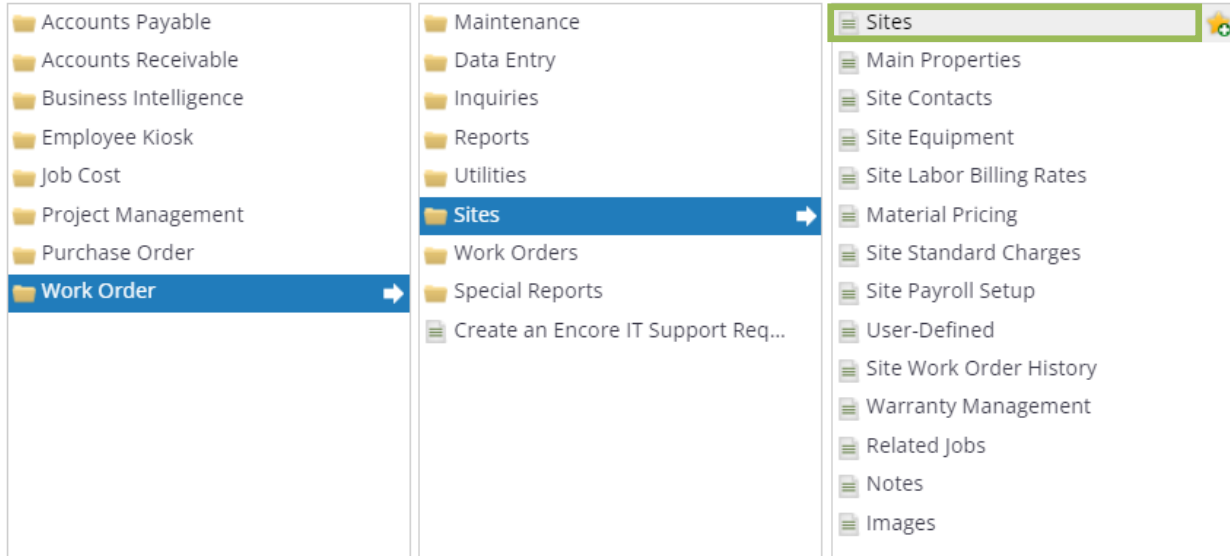 Accounts Payable
Accounts Receivable
Business Intelligence
Employee Kiosk
Job Cost
Project Management
Purchase Order
Work Order
Maintenance
Data Entry
Inquiries
Reports
Utilities
Sites
Work Orders
Special Reports
Create an Encore IT Support Req...
Sites
Main Properties
Site Contacts
Site Equipment
Site Labor Billing Rates
Material Pricing
Site Standard Charges
Site Payroll Setup
User-Defined
Site Work Order History
Warranty Management
Related Jobs
Notes
Images